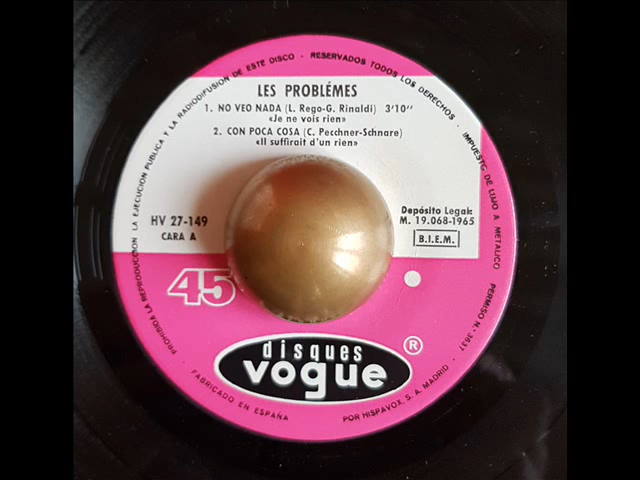 PROHIBIDA LA REPRODUCCION LA EJECUCION PUBLICA Y LA RADIODIFUSION DE ESTE DISCO - RESERVADOS TODOS LOS DERECHOS - IMPUESTO DE LUJO A METALICO PERMISO N.° 3637
LES PROBLÉMES
1. NO VEO NADA (L. Rego-G. Rinaldi) 3'10''
«Je ne vois rien»
2. CON POCA COSA (C. Pecchner-Schnare)
«Il suffirait d'un rien»
HV 27-149
CARA A
Depósito Legal:
M. 19.068-1965
B.I.E.M.
45
disques
vogue
®
FABRICADO EN ESPAÑA
POR HISPAVOX, S. A. MADRID